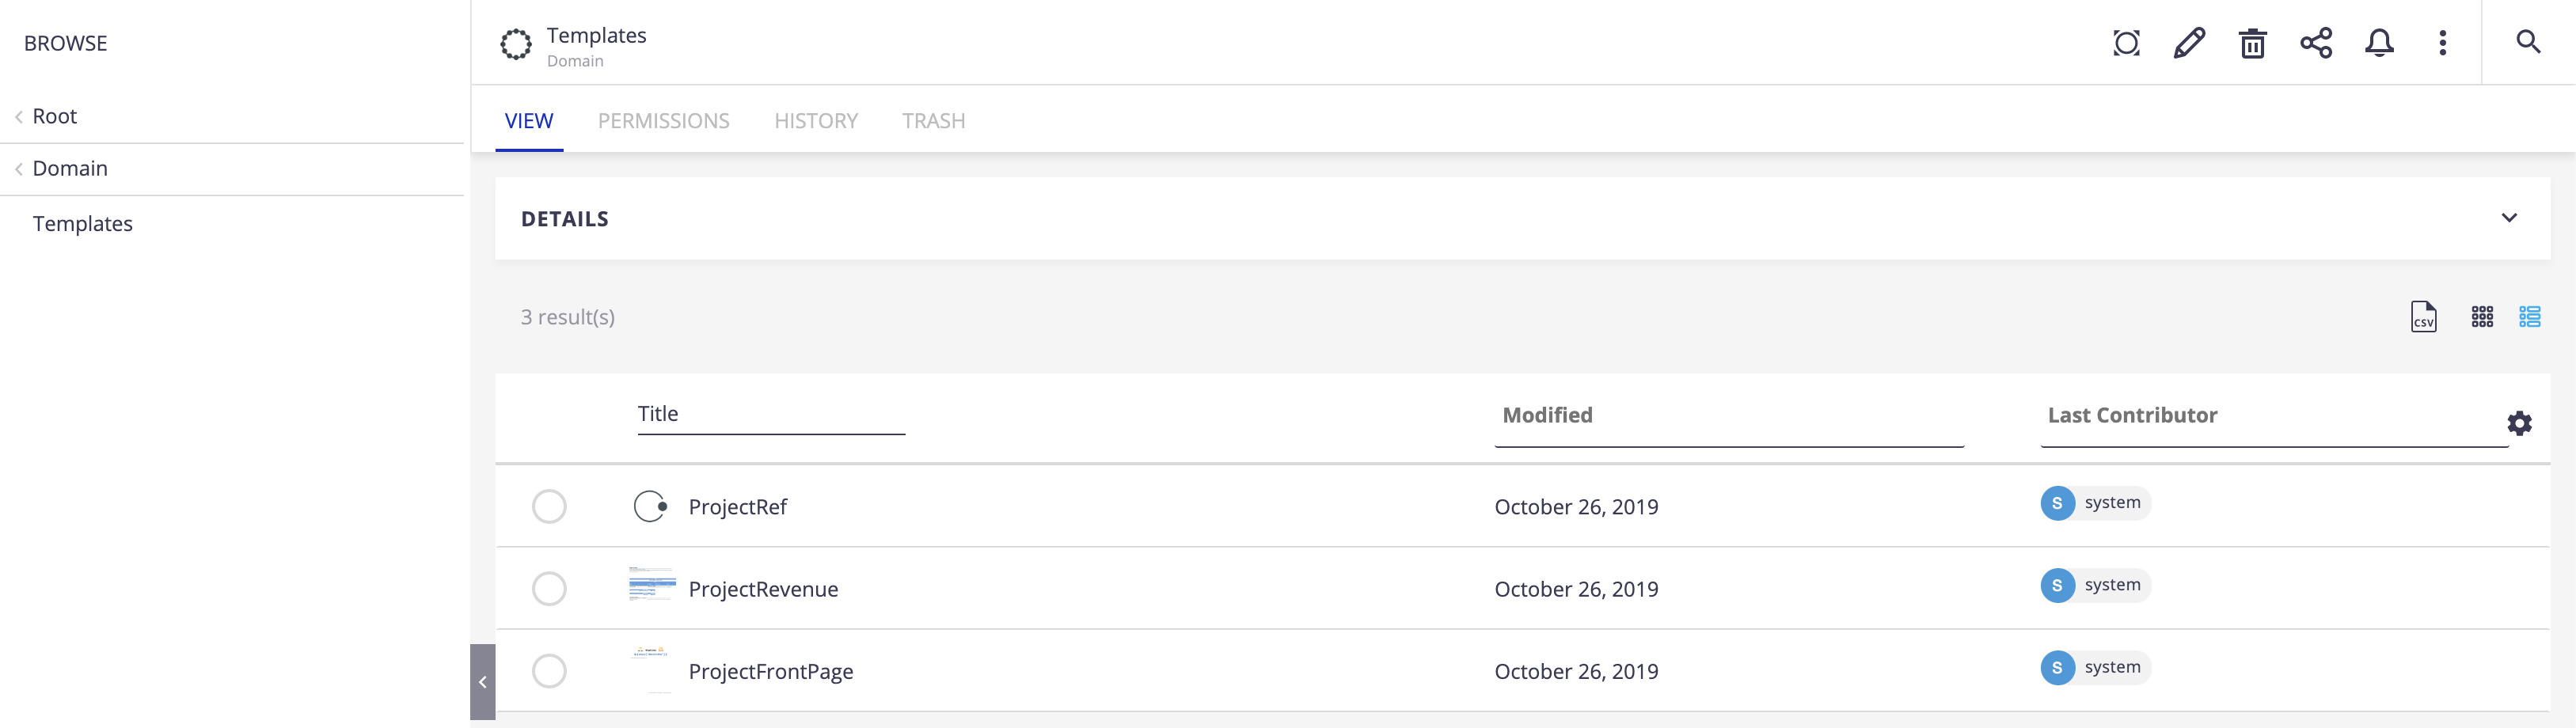 BROWSE
Root
Domain
Templates
Templates
Domain
VIEW PERMISSIONS HISTORY TRASH
DETAILS
3 result(s)
CSV
Title Modified Last Contributor
ProjectRef October 26, 2019 S system
ProjectRevenue October 26, 2019 S system
ProjectFrontPage October 26, 2019 S system